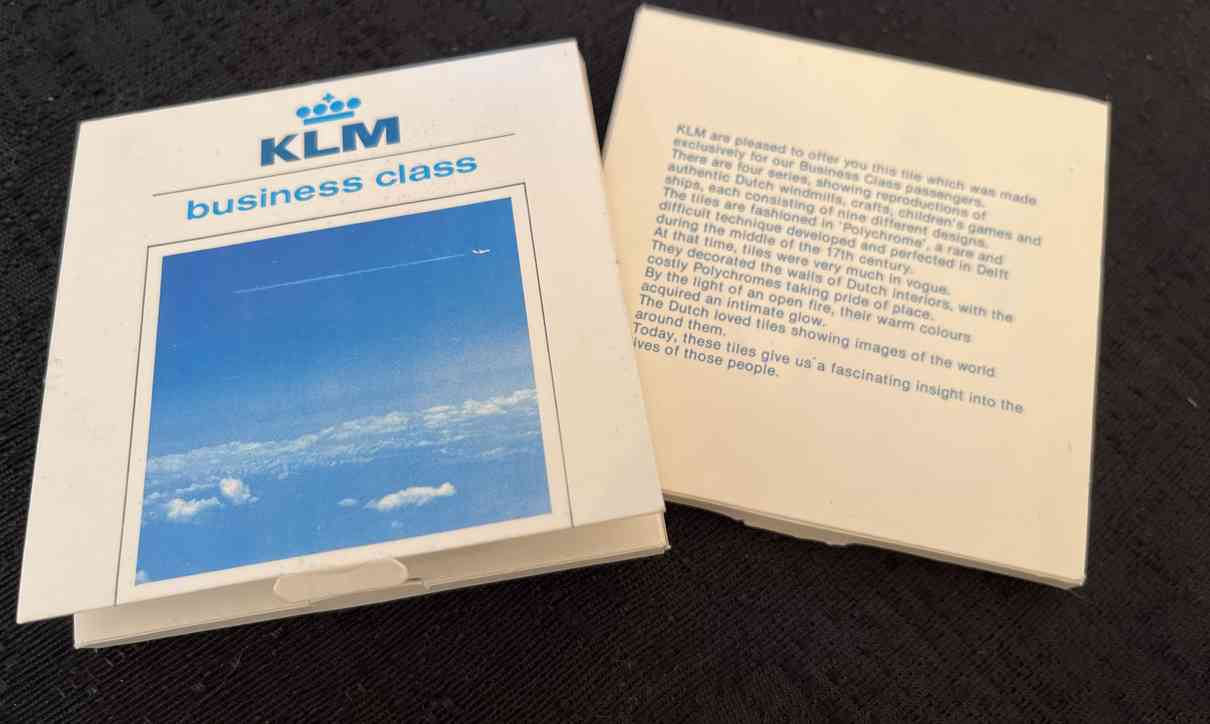 KLM
business class
KLM are pleased to offer you this tile which was made
exclusively for our Business Class passengers.
There are four series, showing reproductions of
authentic Dutch windmills, crafts, children's games and
ships, each consisting of nine different designs.
The tiles are fashioned in 'Polychrome', a rare and
difficult technique developed and perfected in Delft
during the middle of the 17th century.
At that time, tiles were very much in vogue.
They decorated the walls of Dutch interiors, with the
costly Polychromes taking pride of place.
By the light of an open fire, their warm colours
acquired an intimate glow.
The Dutch loved tiles showing images of the world
around them.
Today, these tiles give us a fascinating insight into the
ives of those people.